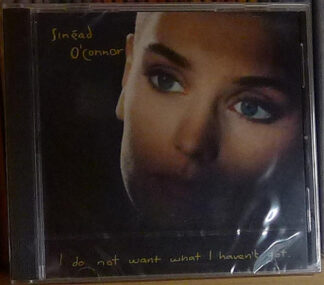 Sinéad
O'Connor
I do not want what I haven't got.